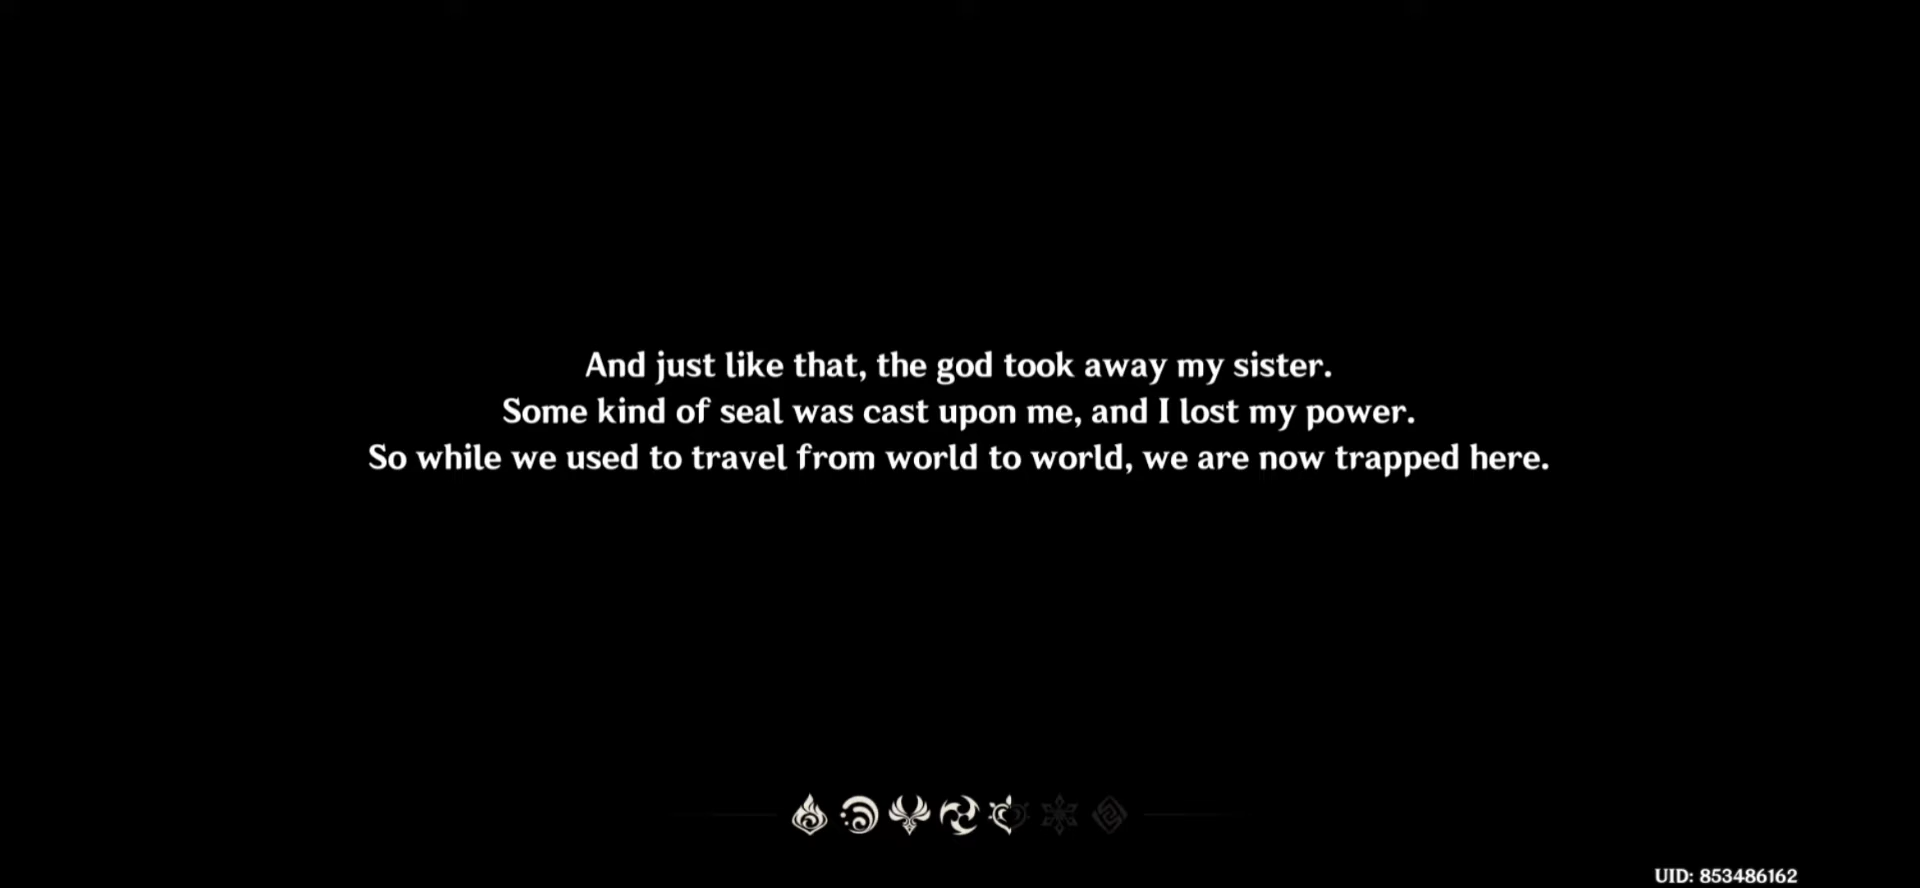 And just like that, the god took away my sister.
Some kind of seal was cast upon me, and I lost my power.
So while we used to travel from world to world, we are now trapped here.
UID: 853486162